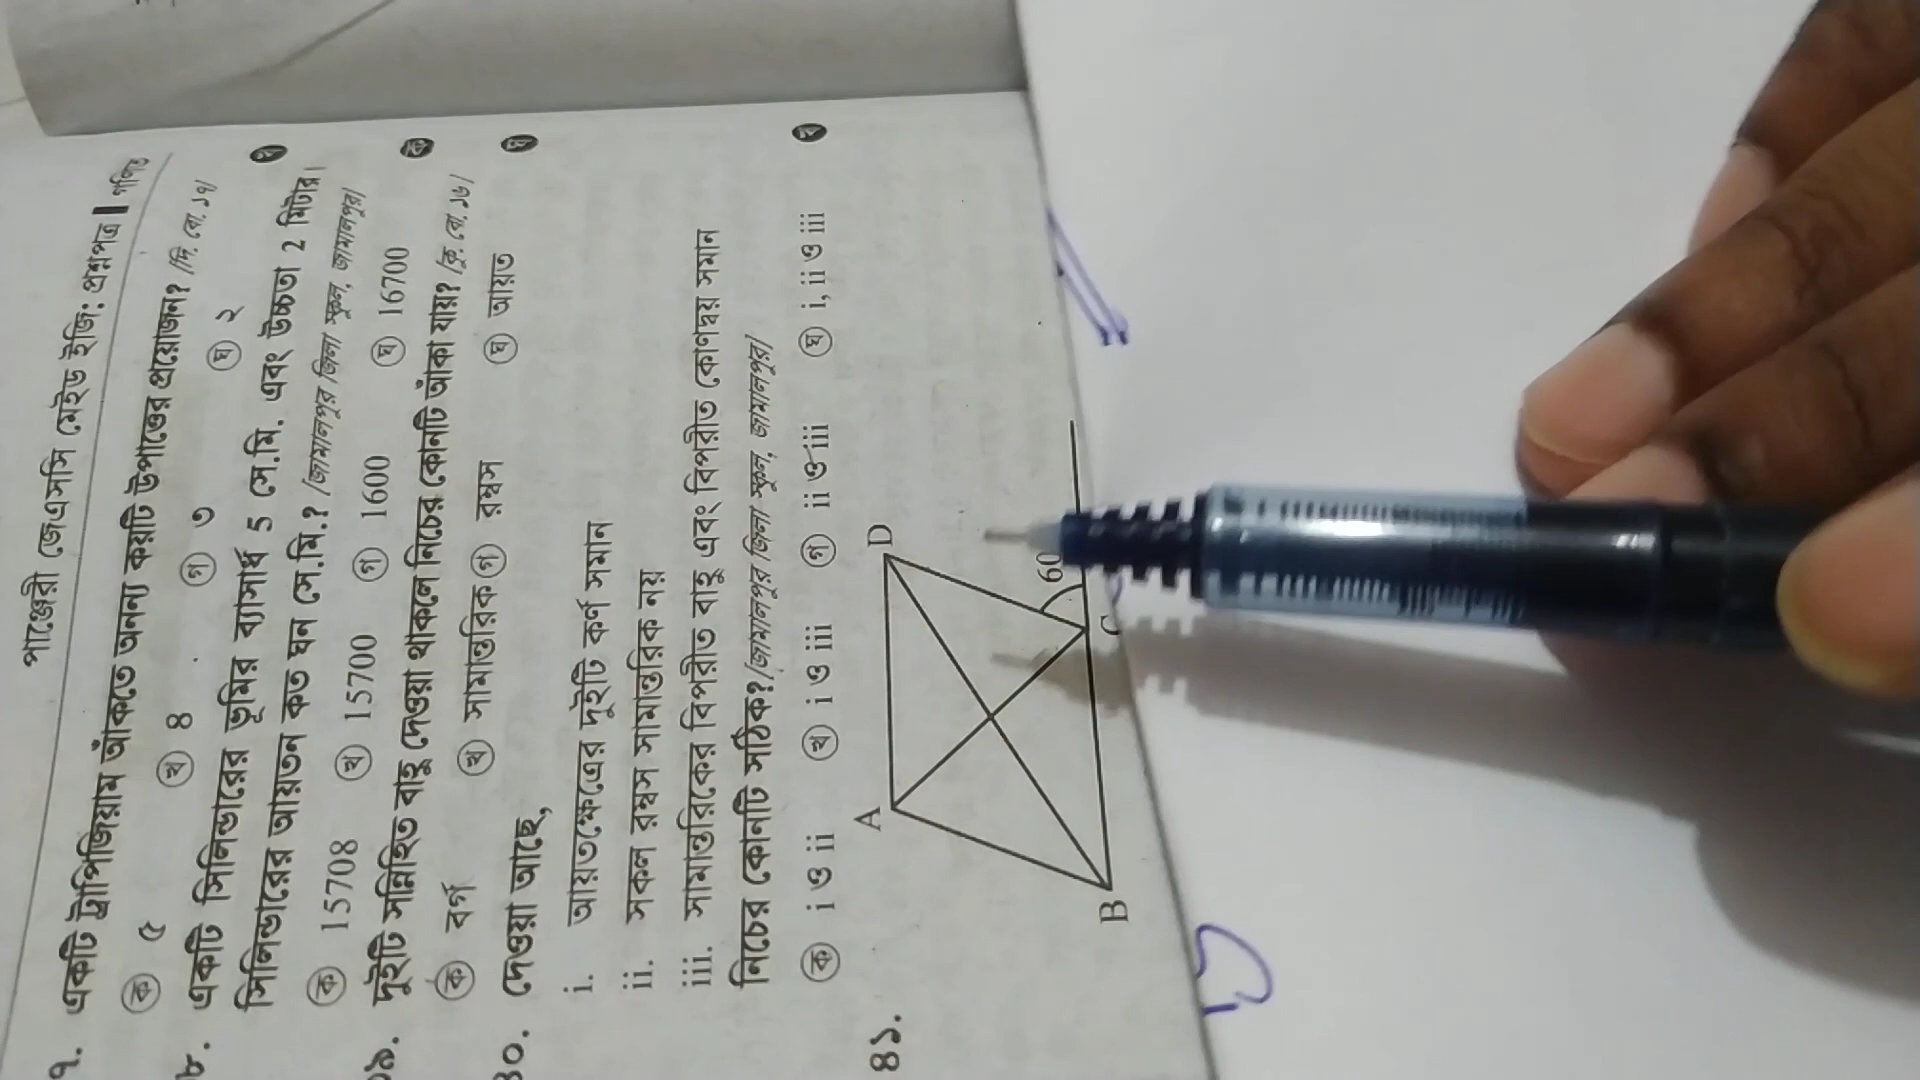 পাঞ্জেরী জেএসসি মেইড ইজি: প্রশ্নপত্র ॥ গণিত
৭. একটি ট্রাপিজিয়াম আঁকতে অনন্য কয়টি উপাত্তের প্রয়োজন? /দি. বো. ১৭/
ক ৫ খ ৪ গ ৩ ঘ ২
৮. একটি সিলিন্ডারের ভূমির ব্যাসার্ধ 5 সে.মি. এবং উচ্চতা 2 মিটার।
সিলিন্ডারের আয়তন কত ঘন সে.মি.? /জামালপুর জিলা স্কুল, জামালপুর/
ক 15708 খ 15700 গ 1600 ঘ 16700 ক
৩৯. দুইটি সন্নিহিত বাহু দেওয়া থাকলে নিচের কোনটি আঁকা যায়? /কু. বো. ১৬/
ক বর্গ খ সামান্তরিক গ রম্বস ঘ আয়ত ঘ
৪০. দেওয়া আছে,
i. আয়তক্ষেত্রের দুইটি কর্ণ সমান
ii. সকল রম্বস সামান্তরিক নয়
iii. সামান্তরিকের বিপরীত বাহু এবং বিপরীত কোণদ্বয় সমান
নিচের কোনটি সঠিক? /জামালপুর জিলা স্কুল, জামালপুর/
ক i ও ii খ i ও iii গ ii ও iii ঘ i, ii ও iii খ
৪১.
A D
60
B C